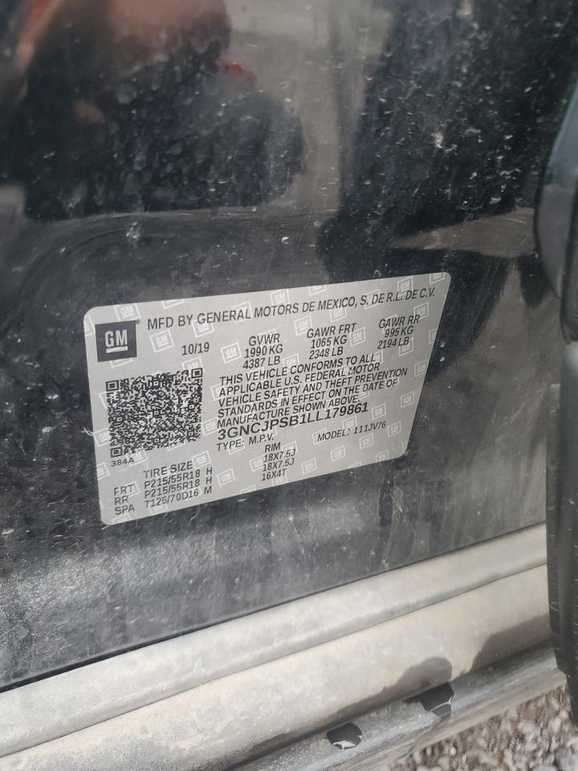 GM
MFD BY GENERAL MOTORS DE MEXICO, S, DE R.L. DE C.V.
10/19 GVWR GAWR FRT GAWR RR
1990 KG 1065 KG 995 KG
4387 LB 2348 LB 2194 LB
THIS VEHICLE CONFORMS TO ALL
APPLICABLE U.S. FEDERAL MOTOR
VEHICLE SAFETY AND THEFT PREVENTION
STANDARDS IN EFFECT ON THE DATE OF
MANUFACTURE SHOWN ABOVE.
3GNCJPSB1LL179861
TYPE: M.P.V. MODEL: 1JV76
384A
TIRE SIZE RIM
FRT P215/55R18 H 18X7.5J
RR P215/55R18 H 18X7.5J
SPA T125/70D16 M 16X4T